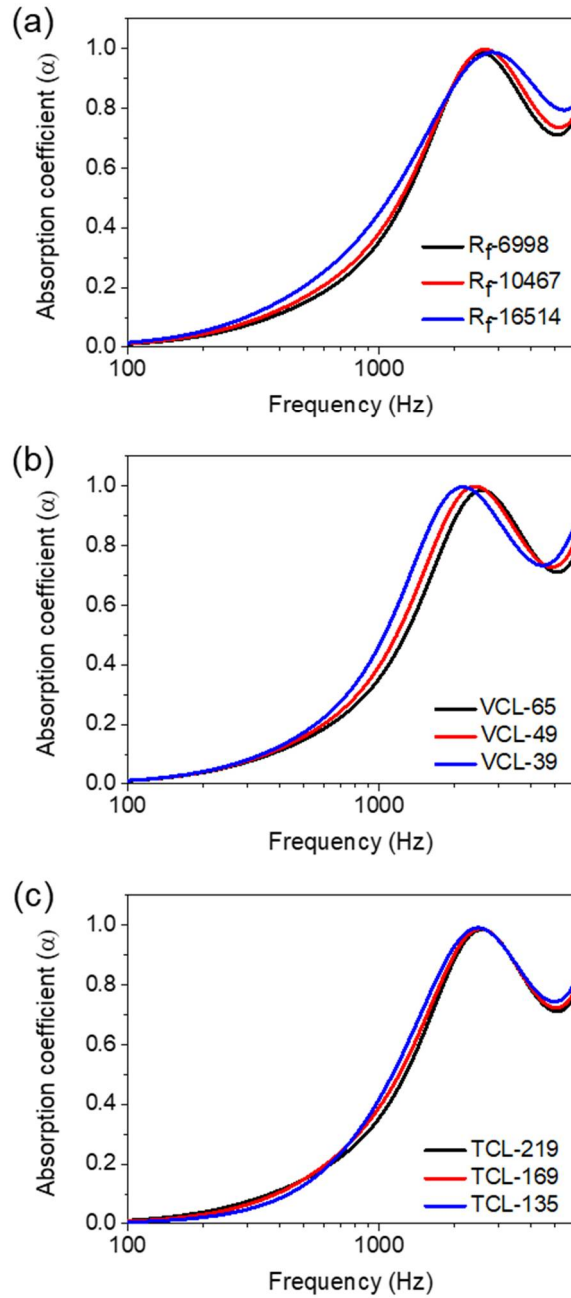 (a)
Absorption coefficient (α)
1.0
0.8
0.6
0.4
0.2
0.0
Rf-6998
Rf-10467
Rf-16514
100
1000
Frequency (Hz)
(b)
Absorption coefficient (α)
1.0
0.8
0.6
0.4
0.2
0.0
VCL-65
VCL-49
VCL-39
100
1000
Frequency (Hz)
(c)
Absorption coefficient (α)
1.0
0.8
0.6
0.4
0.2
0.0
TCL-219
TCL-169
TCL-135
100
1000
Frequency (Hz)